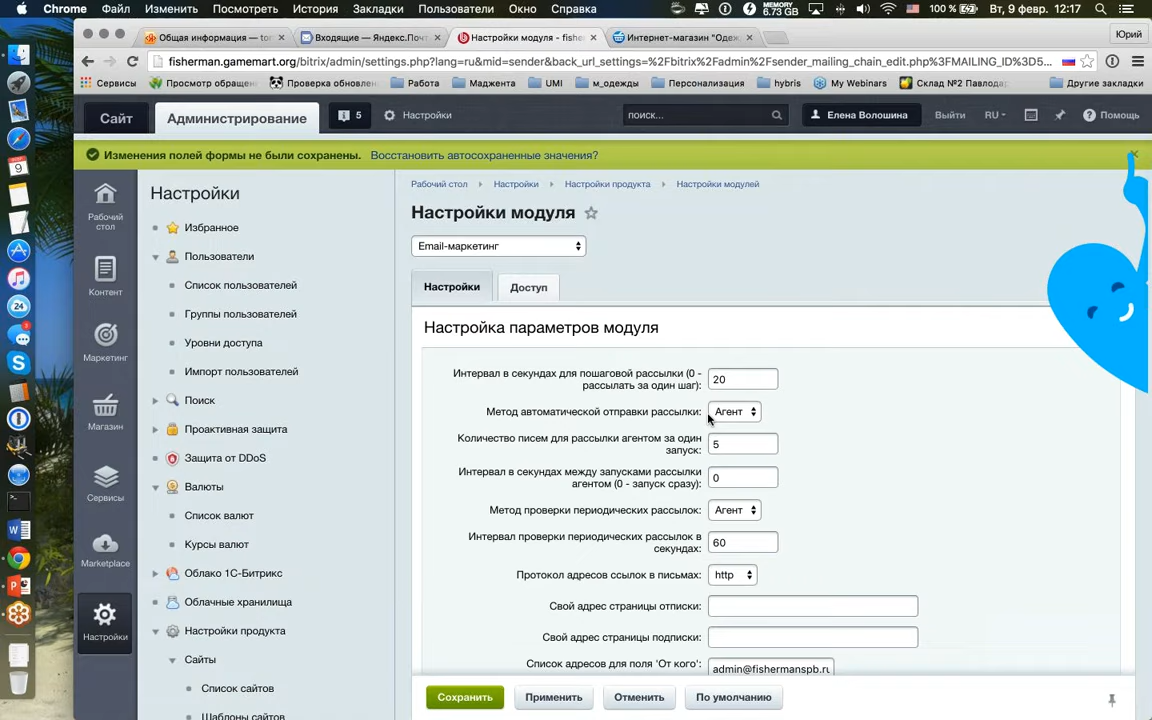 Chrome Файл Изменить Посмотреть История Закладки Пользователи Окно Справка MEMORY 6.73 GB 100 % Вт, 9 февр. 12:17
Общая информация — Входящие — Яндекс.Поч Настройки модуля - fishe Интернет-магазин "Одеж Юрий
fisherman.gamemart.org/bitrix/admin/settings.php?lang=ru&mid=sender&back_url_settings=%2Fbitrix%2Fadmin%2Fsender_mailing_chain_edit.php%3FMAILING_ID%3D5...
Сервисы Просмотр обращен Проверка обновлен Работа Маджента UMI м_одежды Персонализация hybris My Webinars Склад №2 Павлодар Другие закладки
Сайт Администрирование 5 Настройки поиск... Елена Волошина Выйти RU Помощь
Изменения полей формы не были сохранены. Восстановить автосохраненные значения?
Рабочий стол
Контент
Маркетинг
Магазин
Сервисы
Marketplace
Настройки
Настройки
Избранное
Пользователи
Список пользователей
Группы пользователей
Уровни доступа
Импорт пользователей
Поиск
Проактивная защита
Защита от DDoS
Валюты
Список валют
Курсы валют
Облако 1С-Битрикс
Облачные хранилища
Настройки продукта
Сайты
Список сайтов
Шаблоны сайтов
Рабочий стол Настройки Настройки продукта Настройки модулей
Настройки модуля
Email-маркетинг
Настройки Доступ
Настройка параметров модуля
Интервал в секундах для пошаговой рассылки (0 -
рассылать за один шаг): 20
Метод автоматической отправки рассылки: Агент
Количество писем для рассылки агентом за один
запуск: 5
Интервал в секундах между запусками рассылки
агентом (0 - запуск сразу): 0
Метод проверки периодических рассылок: Агент
Интервал проверки периодических рассылок в
секундах: 60
Протокол адресов ссылок в письмах: http
Свой адрес страницы отписки:
Свой адрес страницы подписки:
Список адресов для поля 'От кого': admin@fishermanspb.ru
Сохранить Применить Отменить По умолчанию
9
24